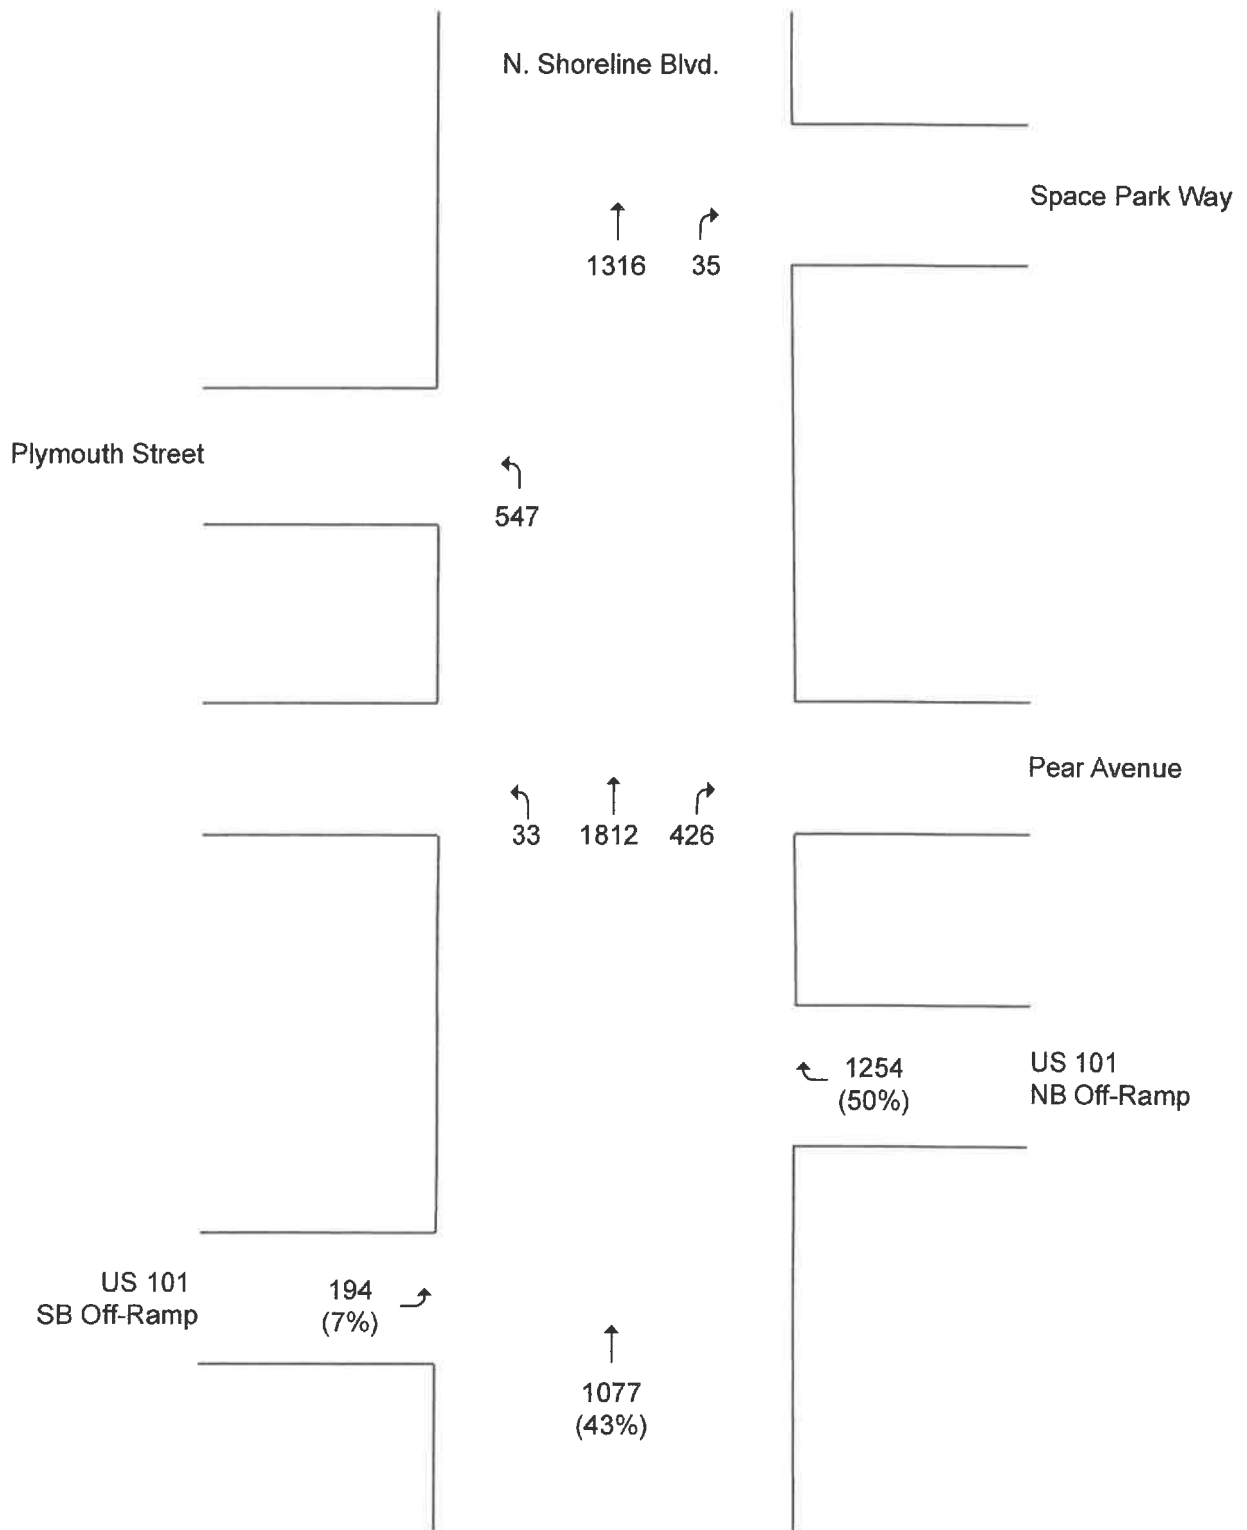 N. Shoreline Blvd.
Space Park Way
1316 35
Plymouth Street
547
Pear Avenue
33 1812 426
1254
(50%)
US 101
NB Off-Ramp
US 101
SB Off-Ramp
194
(7%)
1077
(43%)